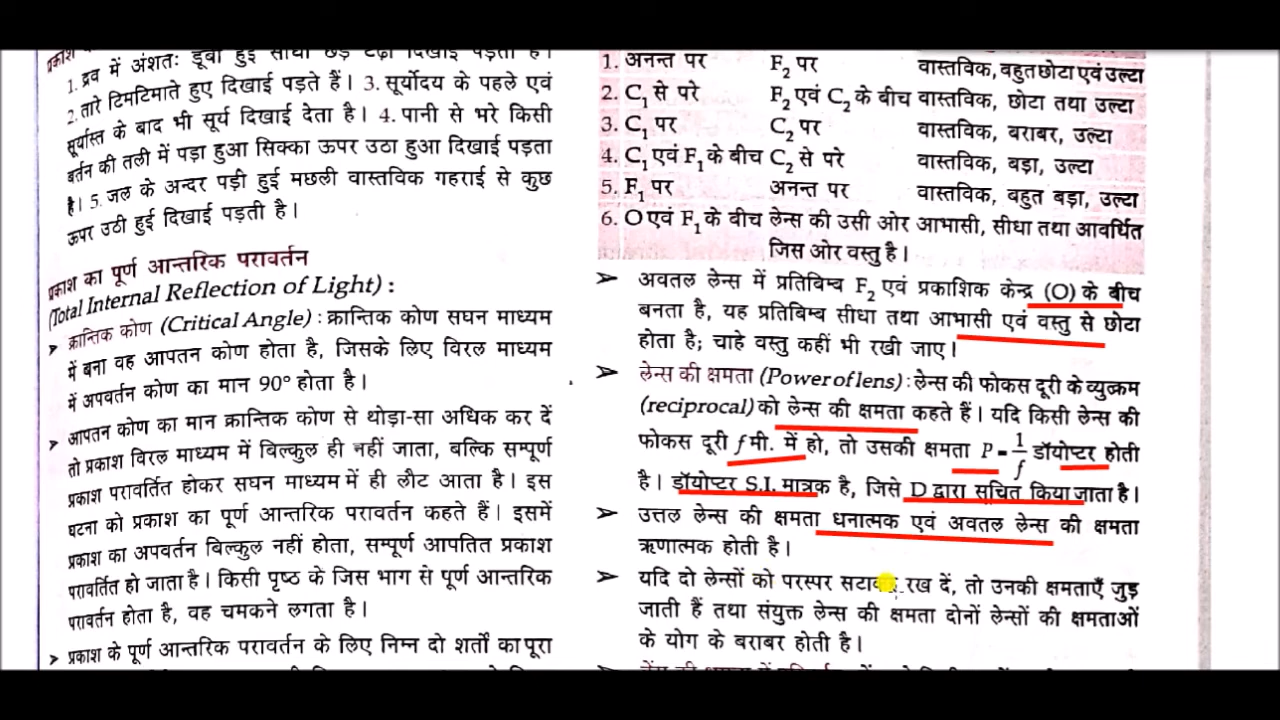 प्रकाश
1. द्रव में अंशतः डूबी हुई सीधी छड़ टेढ़ी दिखाई पड़ती है।
2. तारे टिमटिमाते हुए दिखाई पड़ते हैं। 3. सूर्योदय के पहले एवं
सूर्यास्त के बाद भी सूर्य दिखाई देता है। 4. पानी से भरे किसी
बर्तन की तली में पड़ा हुआ सिक्का ऊपर उठा हुआ दिखाई पड़ता
है। 5. जल के अन्दर पड़ी हुई मछली वास्तविक गहराई से कुछ
ऊपर उठी हुई दिखाई पड़ती है।
प्रकाश का पूर्ण आन्तरिक परावर्तन
(Total Internal Reflection of Light) :
➤ क्रान्तिक कोण (Critical Angle) : क्रान्तिक कोण सघन माध्यम
में बना वह आपतन कोण होता है, जिसके लिए विरल माध्यम
में अपवर्तन कोण का मान 90° होता है।
➤ आपतन कोण का मान क्रान्तिक कोण से थोड़ा-सा अधिक कर दें
तो प्रकाश विरल माध्यम में बिल्कुल ही नहीं जाता, बल्कि सम्पूर्ण
प्रकाश परावर्तित होकर सघन माध्यम में ही लौट आता है। इस
घटना को प्रकाश का पूर्ण आन्तरिक परावर्तन कहते हैं। इसमें
प्रकाश का अपवर्तन बिल्कुल नहीं होता, सम्पूर्ण आपतित प्रकाश
परावर्तित हो जाता है। किसी पृष्ठ के जिस भाग से पूर्ण आन्तरिक
परावर्तन होता है, वह चमकने लगता है।
➤ प्रकाश के पूर्ण आन्तरिक परावर्तन के लिए निम्न दो शर्तों का पूरा
1. अनन्त पर F₂ पर वास्तविक, बहुत छोटा एवं उल्टा
2. C₁ से परे F₂ एवं C₂ के बीच वास्तविक, छोटा तथा उल्टा
3. C₁ पर C₂ पर वास्तविक, बराबर, उल्टा
4. C₁ एवं F₁ के बीच C₂ से परे वास्तविक, बड़ा, उल्टा
5. F₁ पर अनन्त पर वास्तविक, बहुत बड़ा, उल्टा
6. O एवं F₁ के बीच लेन्स की उसी ओर आभासी, सीधा तथा आवर्धित
जिस ओर वस्तु है।
➤ अवतल लेन्स में प्रतिबिम्ब F₂ एवं प्रकाशिक केन्द्र (O) के बीच
बनता है, यह प्रतिबिम्ब सीधा तथा आभासी एवं वस्तु से छोटा
होता है; चाहे वस्तु कहीं भी रखी जाए।
➤ लेन्स की क्षमता (Power of lens) : लेन्स की फोकस दूरी के व्युत्क्रम
(reciprocal) को लेन्स की क्षमता कहते हैं। यदि किसी लेन्स की
फोकस दूरी f मी. में हो, तो उसकी क्षमता P = 1/f डॉयोप्टर होती
है। डॉयोप्टर S.I. मात्रक है, जिसे D द्वारा सूचित किया जाता है।
➤ उत्तल लेन्स की क्षमता धनात्मक एवं अवतल लेन्स की क्षमता
ऋणात्मक होती है।
➤ यदि दो लेन्सों को परस्पर सटाकर रख दें, तो उनकी क्षमताएँ जुड़
जाती हैं तथा संयुक्त लेन्स की क्षमता दोनों लेन्सों की क्षमताओं
के योग के बराबर होती है।